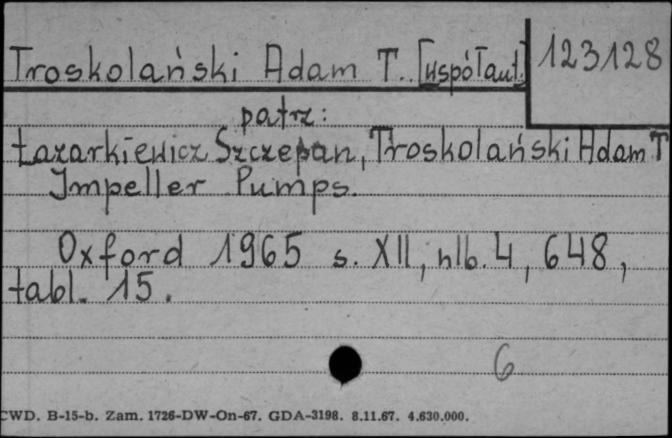 Troskolański Adam T. [współaut.] 123128
patrz:
Łazarkiewicz Szczepan, Troskolański Adam T
Impeller Pumps.
Oxford 1965 s. XII, nlb. 4, 648,
tabl. 15.
6
CWD. B-15-b. Zam. 1726-DW-On-67. GDA-3198. 8.11.67. 4.630.000.